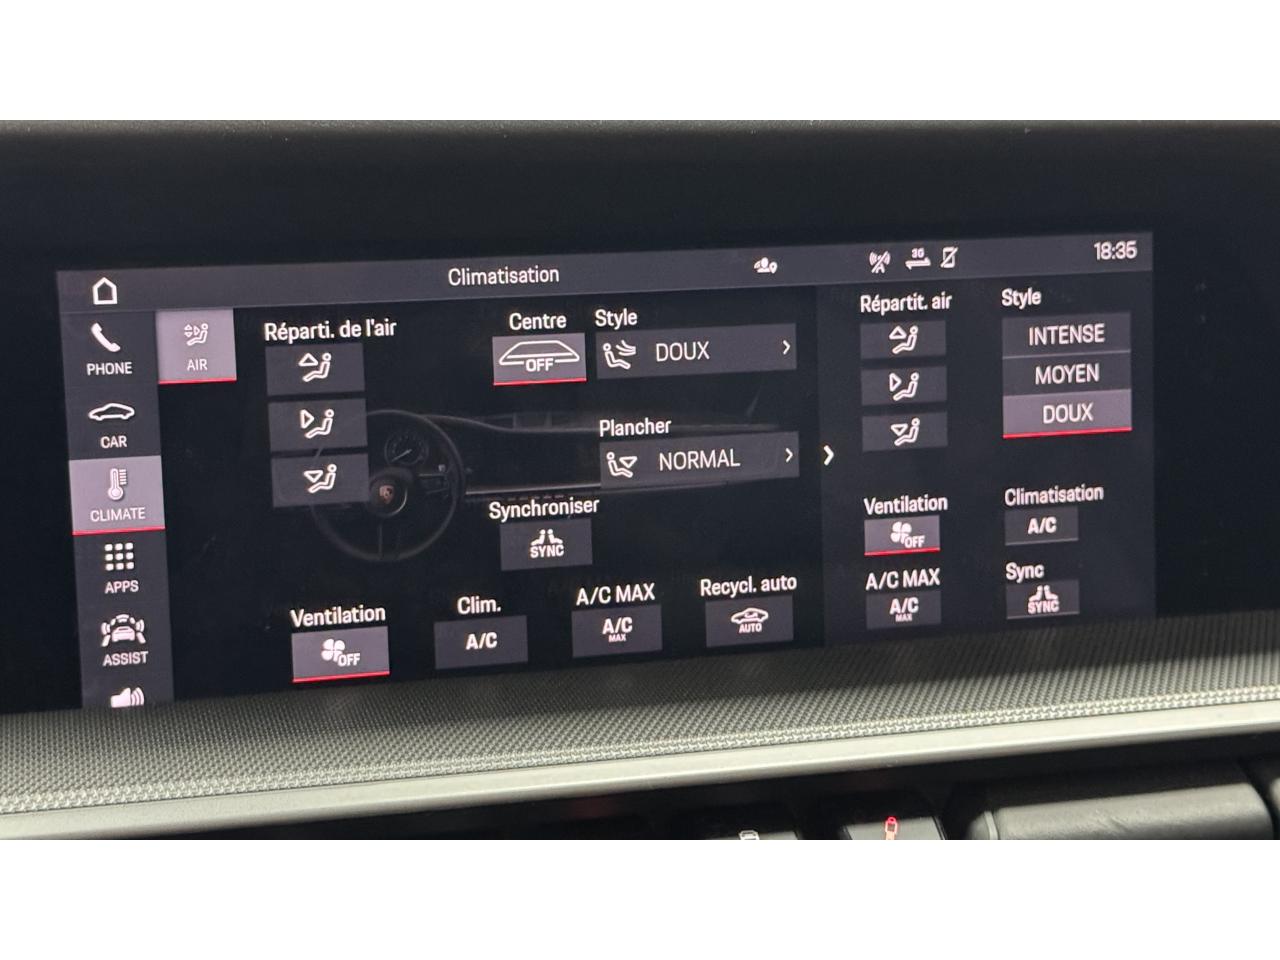 Climatisation
3G
18:35
PHONE
CAR
CLIMATE
APPS
ASSIST
AIR
Réparti. de l'air
Centre
OFF
Style
DOUX
Plancher
NORMAL
Synchroniser
SYNC
Ventilation
OFF
Clim.
A/C
A/C MAX
A/C
MAX
Recycl. auto
AUTO
Répartit. air
Style
INTENSE
MOYEN
DOUX
Ventilation
OFF
Climatisation
A/C
A/C MAX
A/C
MAX
Sync
SYNC